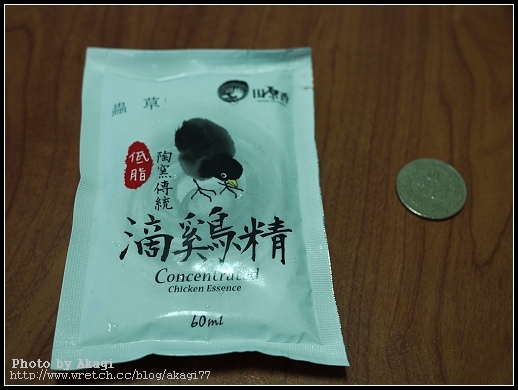 蟲草
田原香
低脂
陶窯傳統
滴雞精
Concentrated
Chicken Essence
60ml
Photo by Akagi
http://www.wretch.cc/blog/akagi77